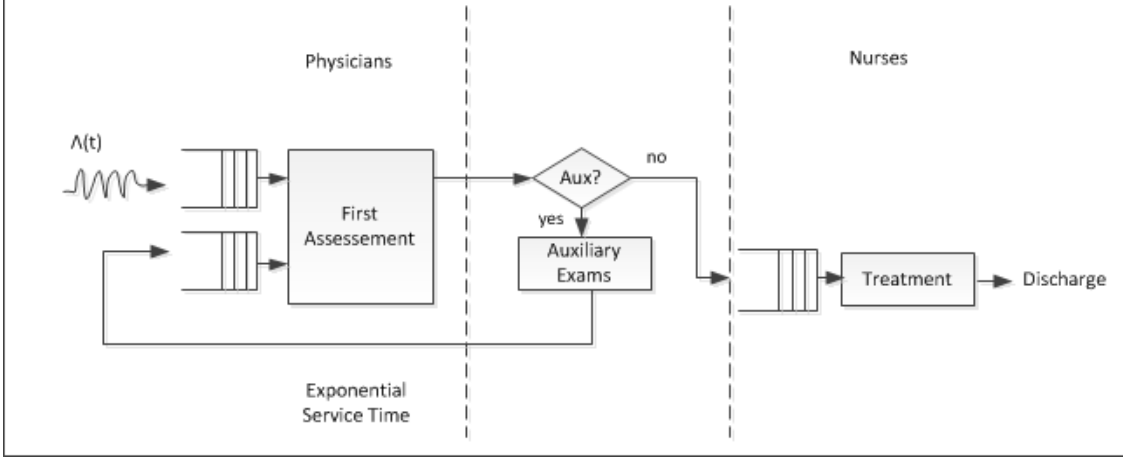 Physicians
Nurses
Λ(t)
First
Assessement
Aux?
no
yes
Auxiliary
Exams
Treatment
Discharge
Exponential
Service Time